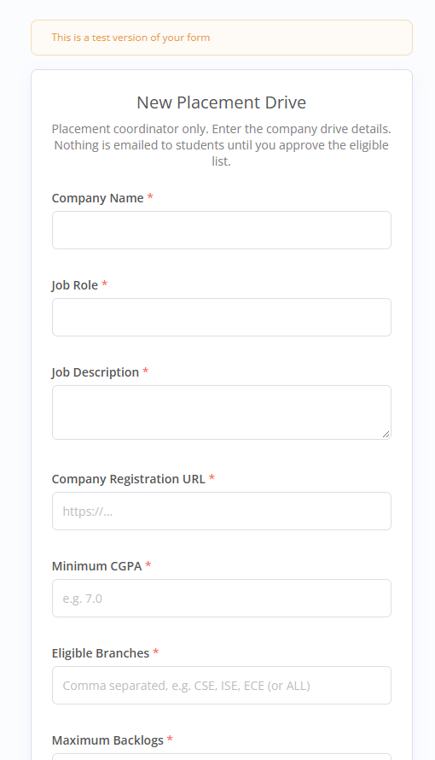 This is a test version of your form
New Placement Drive
Placement coordinator only. Enter the company drive details.
Nothing is emailed to students until you approve the eligible
list.
Company Name *
Job Role *
Job Description *
Company Registration URL *
https://...
Minimum CGPA *
e.g. 7.0
Eligible Branches *
Comma separated, e.g. CSE, ISE, ECE (or ALL)
Maximum Backlogs *